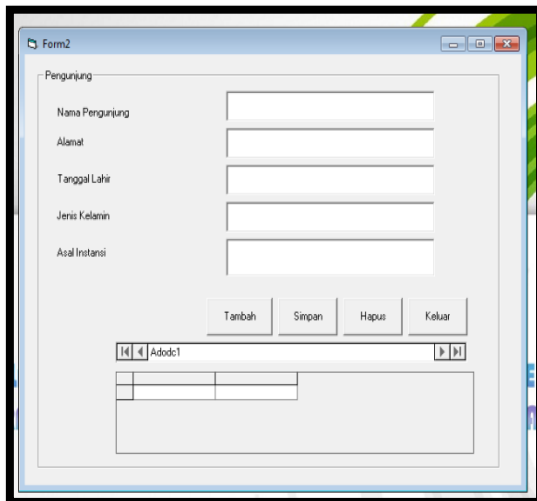 Form2
Pengunjung
Nama Pengunjung
Alamat
Tanggal Lahir
Jenis Kelamin
Asal Instansi
Tambah Simpan Hapus Keluar
Adodc1